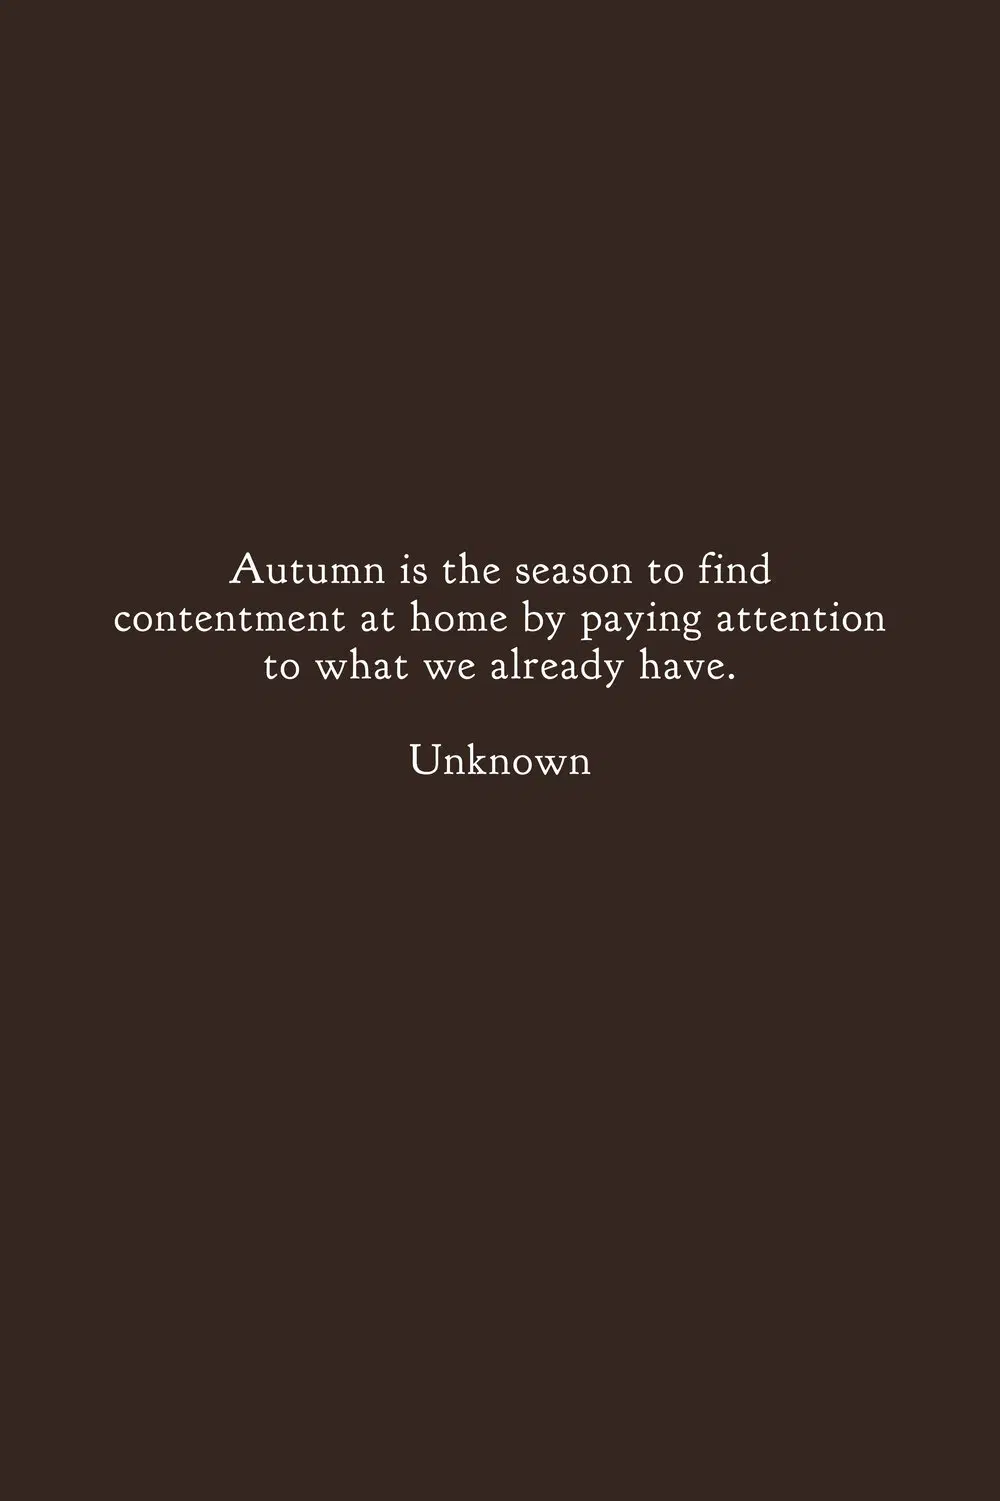 Autumn is the season to find
contentment at home by paying attention
to what we already have.
Unknown